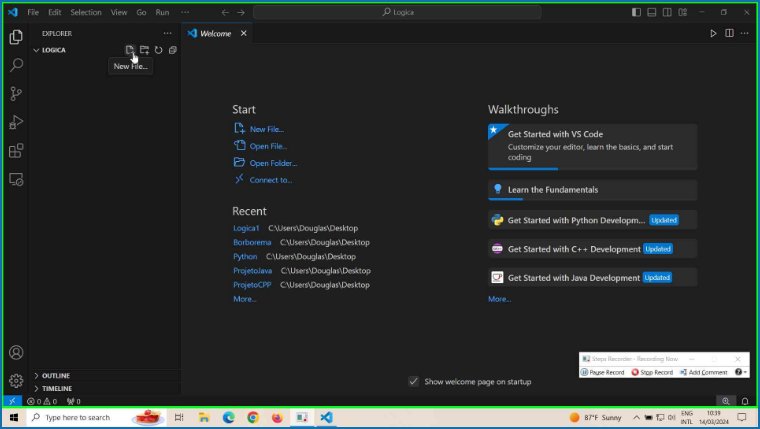 File Edit Selection View Go Run ···
Logica
EXPLORER
Welcome
LOGICA
New File...
Start
New File...
Open File...
Open Folder...
Connect to...
Recent
Logica1 C:\Users\Douglas\Desktop
Borborema C:\Users\Douglas\Desktop
Python C:\Users\Douglas\Desktop
ProjetoJava C:\Users\Douglas\Desktop
ProjetoCPP C:\Users\Douglas\Desktop
More...
Walkthroughs
Get Started with VS Code
Customize your editor, learn the basics, and start
coding
Learn the Fundamentals
Get Started with Python Developm... Updated
Get Started with C++ Development Updated
Get Started with Java Development Updated
More...
Steps Recorder - Recording Now
Pause Record Stop Record Add Comment
Show welcome page on startup
OUTLINE
TIMELINE
0 0 0
Type here to search
87°F Sunny
ENG
INTL
10:39
14/03/2024